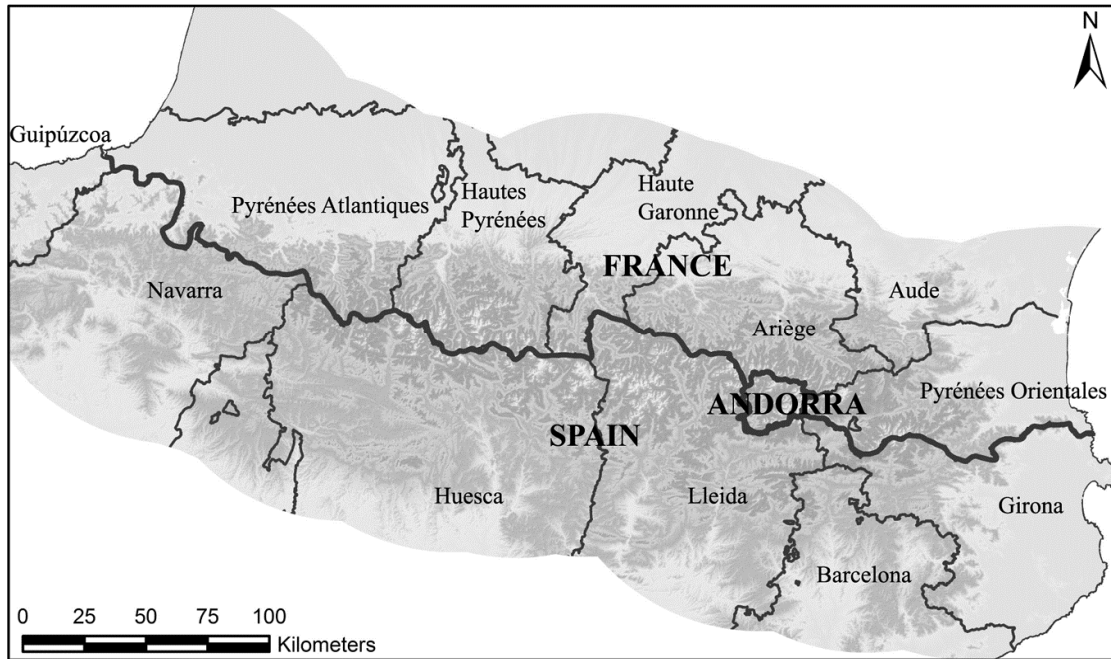 N
Guipúzcoa
Pyrénées Atlantiques
Hautes
Pyrénées
Haute
Garonne
FRANCE
Navarra
Aude
Ariège
Pyrénées Orientales
ANDORRA
SPAIN
Huesca
Lleida
Girona
Barcelona
0 25 50 75 100
Kilometers